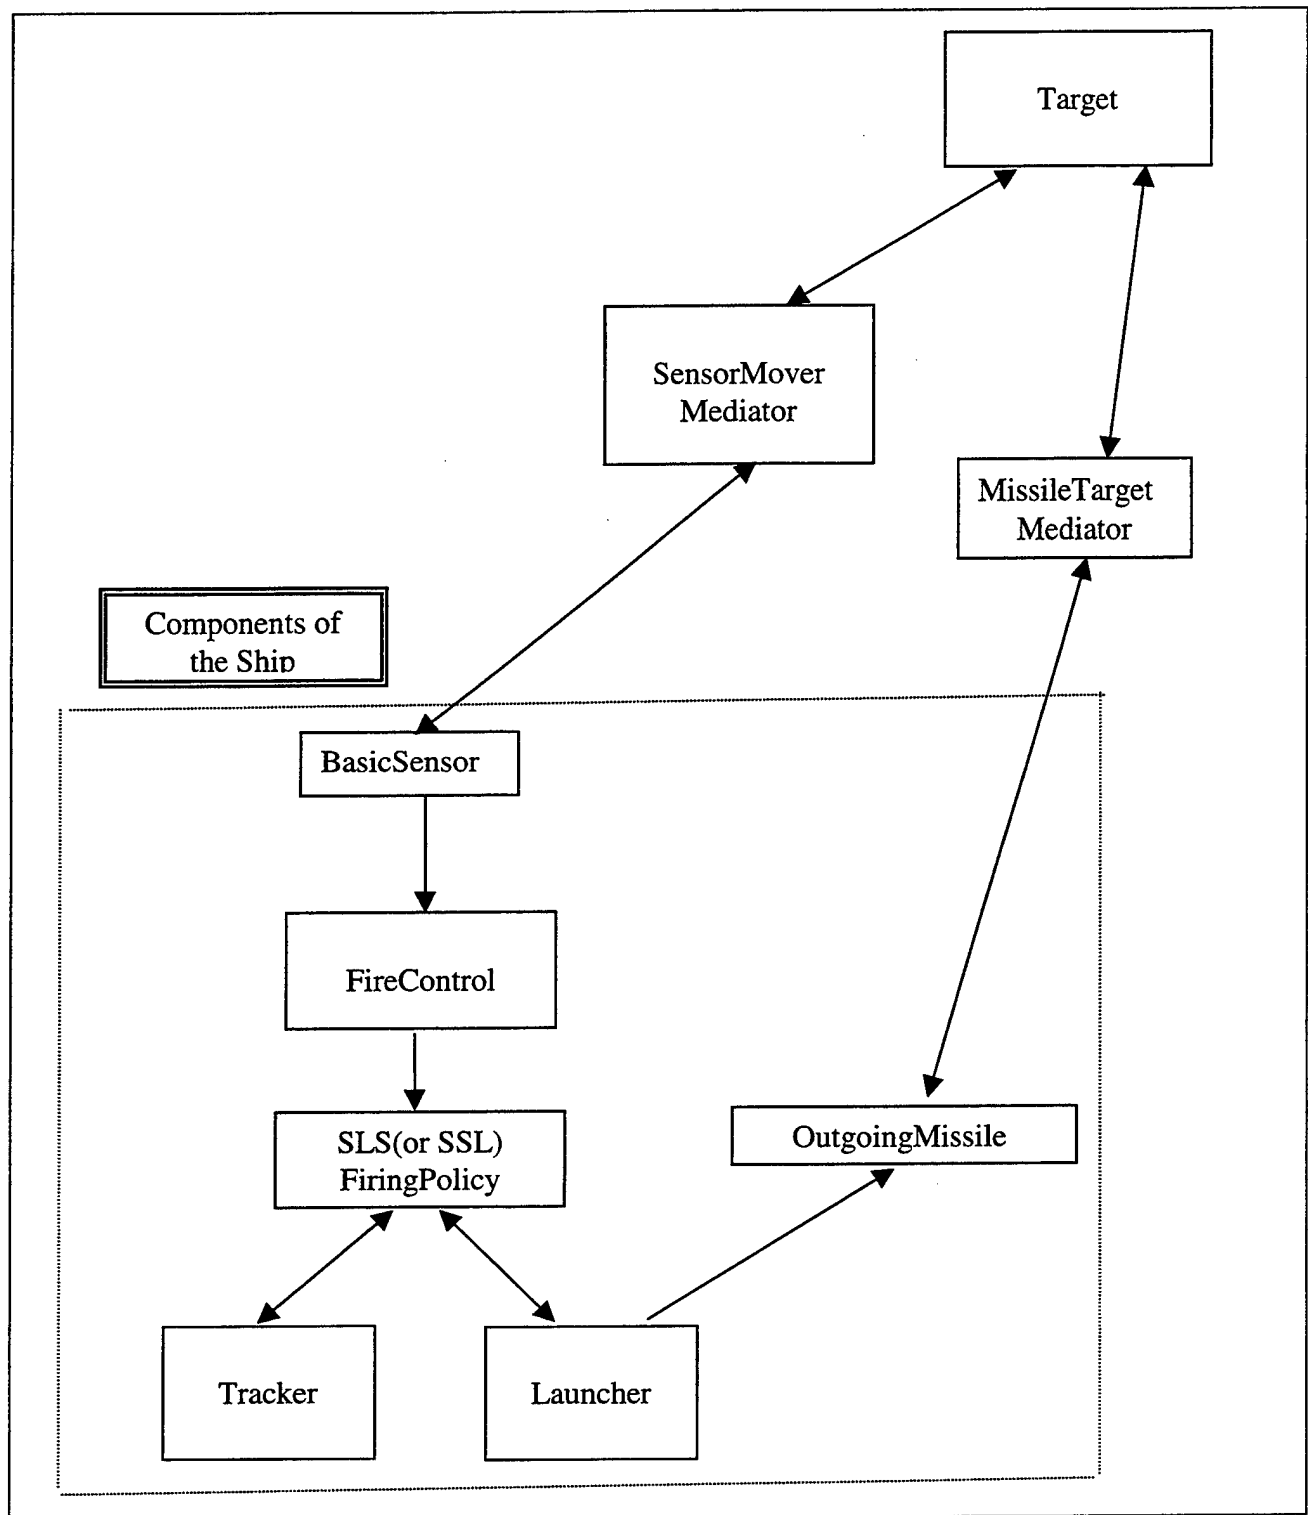 Target
SensorMover
Mediator
MissileTarget
Mediator
Components of
the Ship
BasicSensor
FireControl
SLS(or SSL)
FiringPolicy
OutgoingMissile
Tracker
Launcher